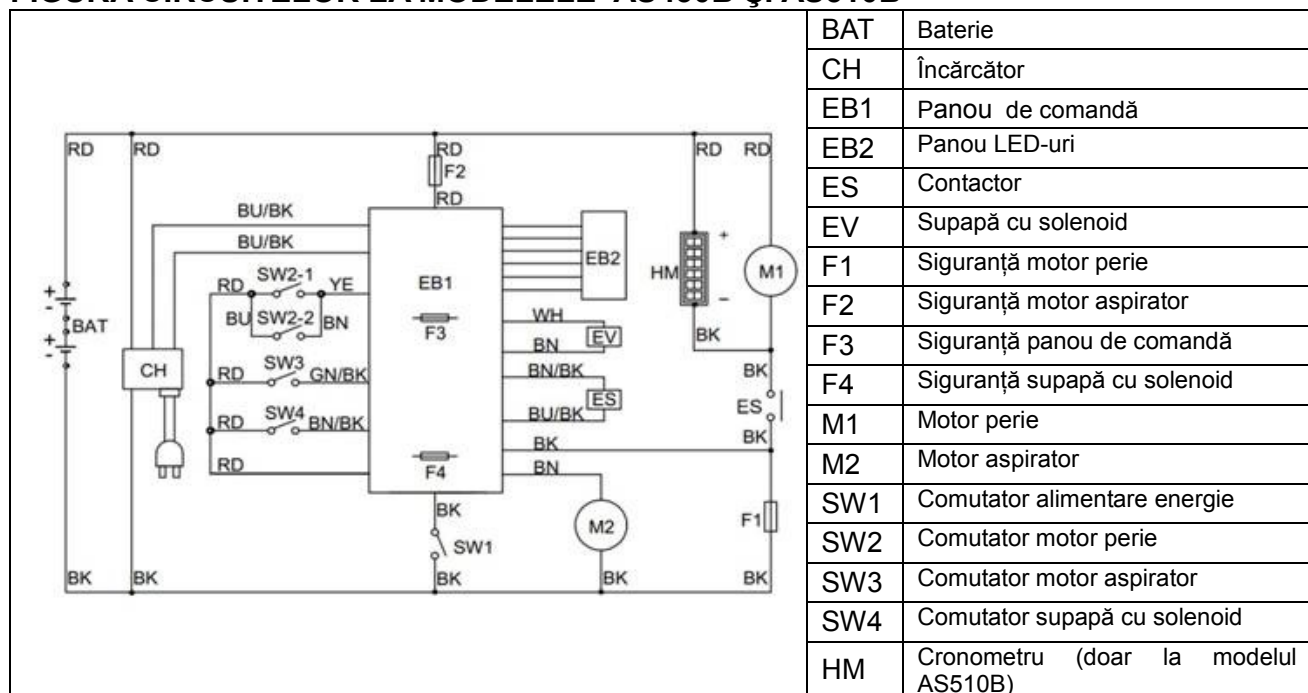 FIGURA CIRCUITELOR LA MODELELE ŞI AS510B
BAT Baterie
CH Încărcător
EB1 Panou de comandă
EB2 Panou LED-uri
ES Contactor
EV Supapă cu solenoid
F1 Siguranță motor perie
F2 Siguranță motor aspirator
F3 Siguranță panou de comandă
F4 Siguranță supapă cu solenoid
M1 Motor perie
M2 Motor aspirator
SW1 Comutator alimentare energie
SW2 Comutator motor perie
SW3 Comutator motor aspirator
SW4 Comutator supapă cu solenoid
HM Cronometru (doar la modelul
AS510B)
RD RD RD RD RD
F2
RD
BU/BK
BU/BK
EB2
+
HM
M1
SW2-1
RD YE
EB1
-
+
-
BAT
+
-
BU SW2-2 BN
F3
WH
EV
BN
BK
CH
SW3
RD GN/BK
BN/BK
BK
ES
ES
SW4
RD BN/BK
BU/BK
BK
BK
RD
F4
BN
BK
M2
F1
SW1
BK BK BK BK BK